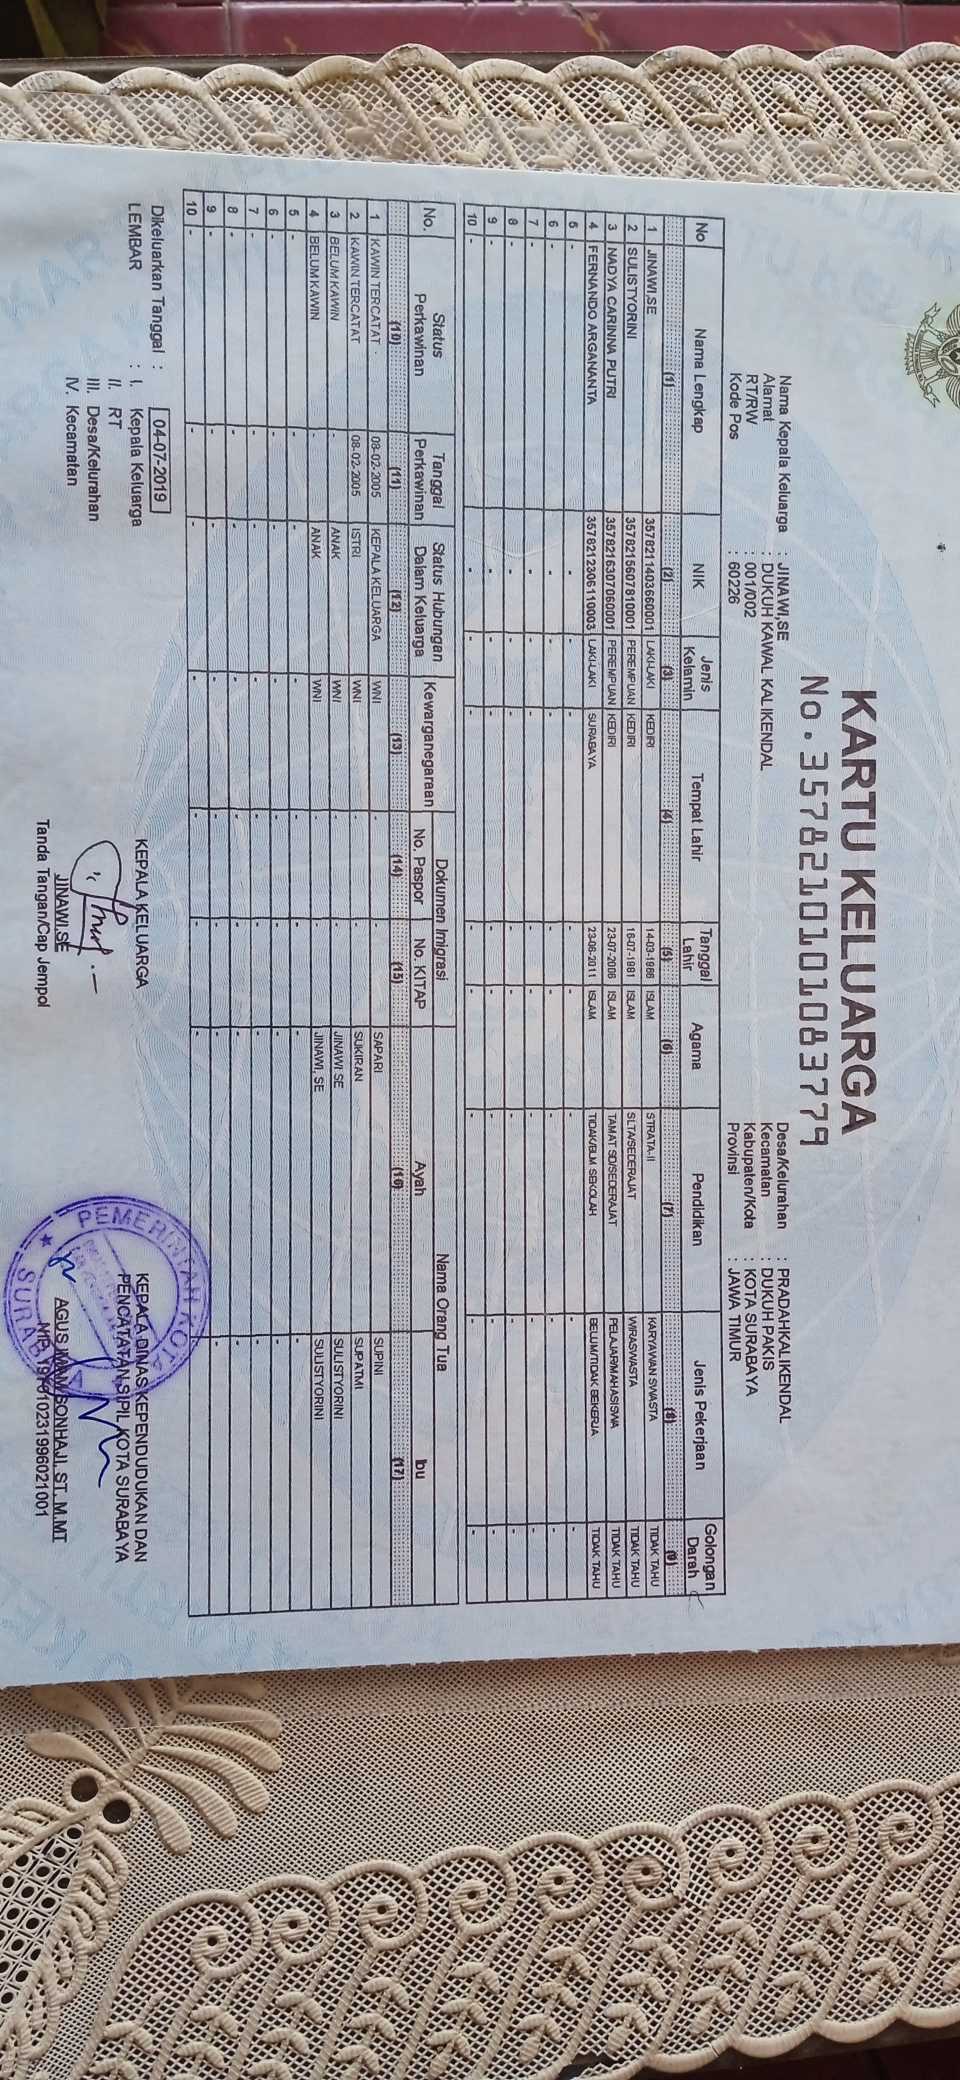 KARTU KELUARGA
No. 3578210101083779
Nama Kepala Keluarga : JINAWI,SE
Alamat : DUKUH KAWAL KALIKENDAL
RT/RW : 001/002
Kode Pos : 60226
Desa/Kelurahan : PRADAHKALIKENDAL
Kecamatan : DUKUH PAKIS
Kabupaten/Kota : KOTA SURABAYA
Provinsi : JAWA TIMUR
No Nama Lengkap NIK Jenis Kelamin Tempat Lahir Tanggal Lahir Agama Pendidikan Jenis Pekerjaan Golongan Darah
(1) (2) (3) (4) (5) (6) (7) (8) (9)
1 JINAWI,SE 3578211403660001 LAKI-LAKI KEDIRI 14-03-1966 ISLAM STRATA-II KARYAWAN SWASTA TIDAK TAHU
2 SULISTYORINI 3578215607810001 PEREMPUAN KEDIRI 16-07-1981 ISLAM SLTA/SEDERAJAT WIRASWASTA TIDAK TAHU
3 NADYA CARINA PUTRI 3578216307060001 PEREMPUAN KEDIRI 23-07-2006 ISLAM TAMAT SD/SEDERAJAT PELAJAR/MAHASISWA TIDAK TAHU
4 FERNANDO ARGANANTA 3578212306110003 LAKI-LAKI SURABAYA 23-06-2011 ISLAM TIDAK/BLM SEKOLAH BELUM/TIDAK BEKERJA TIDAK TAHU
5 - - - - - - - - -
6 - - - - - - - - -
7 - - - - - - - - -
8 - - - - - - - - -
9 - - - - - - - - -
10 - - - - - - - - -
No. Status Perkawinan Tanggal Perkawinan Status Hubungan Dalam Keluarga Kewarganegaraan Dokumen Imigrasi No. Paspor No. KITAP Nama Orang Tua Ayah Ibu
(10) (11) (12) (13) (14) (15) (16) (17)
1 KAWIN TERCATAT 08-02-2005 KEPALA KELUARGA WNI - - SAPARI SUPINI
2 KAWIN TERCATAT 08-02-2005 ISTRI WNI - - SUKIRAN SUPATMI
3 BELUM KAWIN - ANAK WNI - - JINAWI SE SULISTYORINI
4 BELUM KAWIN - ANAK WNI - - JINAWI, SE SULISTYORINI
5 - - - - - - - -
6 - - - - - - - -
7 - - - - - - - -
8 - - - - - - - -
9 - - - - - - - -
10 - - - - - - - -
Dikeluarkan Tanggal : 04-07-2019
LEMBAR : I. Kepala Keluarga
II. RT
III. Desa/Kelurahan
IV. Kecamatan
KEPALA KELUARGA
JINAWI,SE
Tanda Tangan/Cap Jempol
KEPALA DINAS KEPENDUDUKAN DAN
PENCATATAN SIPIL KOTA SURABAYA
PEMERINTAH KOTA
SURABAYA
AGUS IMAM SONHAJI, ST, M.MT